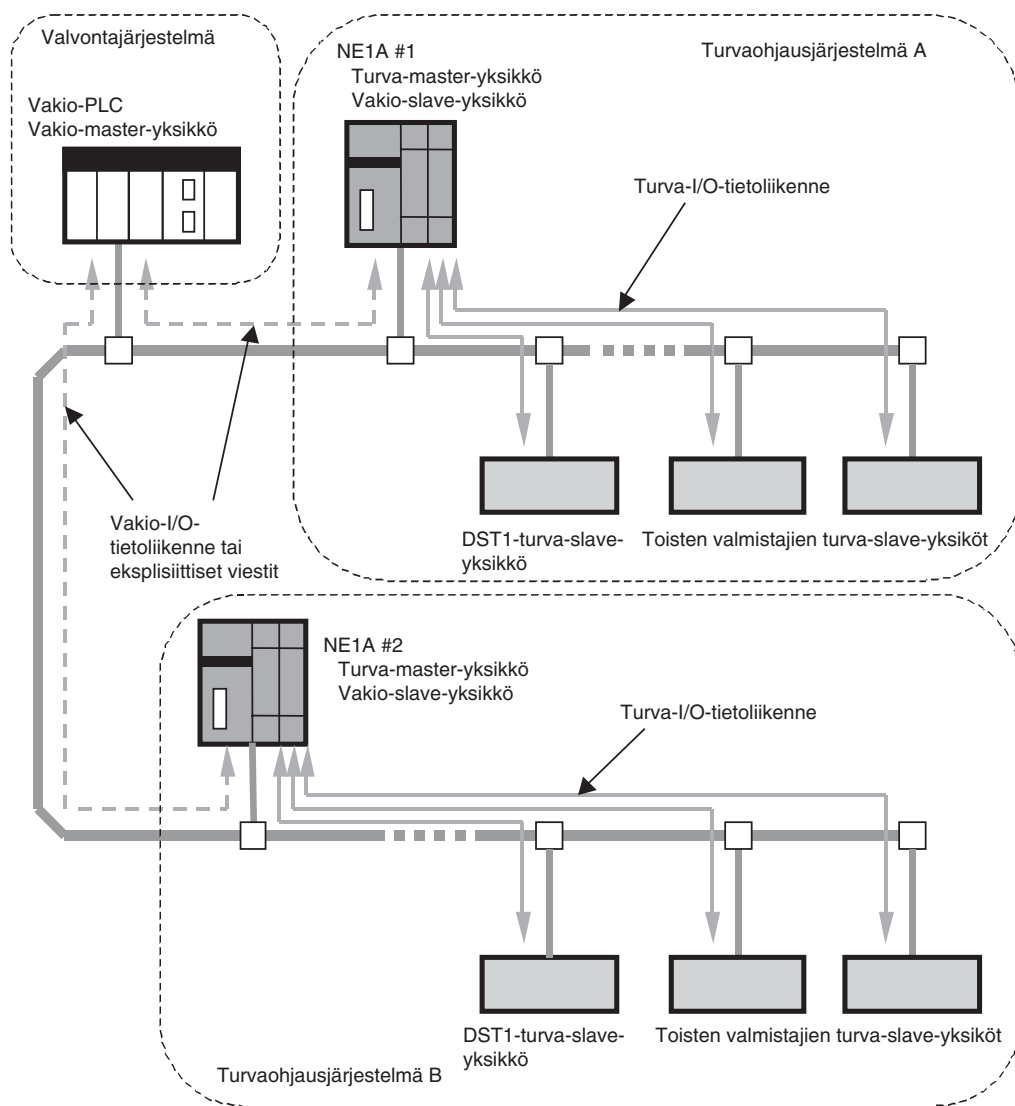 Valvontajärjestelmä
Vakio-PLC
Vakio-master-yksikkö
NE1A #1
Turva-master-yksikkö
Vakio-slave-yksikkö
Turvaohjausjärjestelmä A
Turva-I/O-tietoliikenne
Vakio-I/O-
tietoliikenne tai
eksplisiittiset viestit
DST1-turva-slave-
yksikkö
Toisten valmistajien turva-slave-yksiköt
NE1A #2
Turva-master-yksikkö
Vakio-slave-yksikkö
Turva-I/O-tietoliikenne
DST1-turva-slave-
yksikkö
Toisten valmistajien turva-slave-yksiköt
Turvaohjausjärjestelmä B